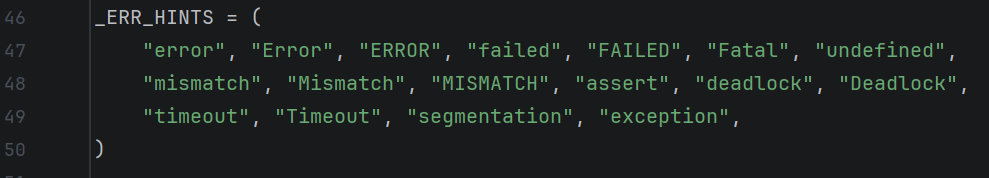 46 _ERR_HINTS = (
47 "error", "Error", "ERROR", "failed", "FAILED", "Fatal", "undefined",
48 "mismatch", "Mismatch", "MISMATCH", "assert", "deadlock", "Deadlock",
49 "timeout", "Timeout", "segmentation", "exception",
50 )